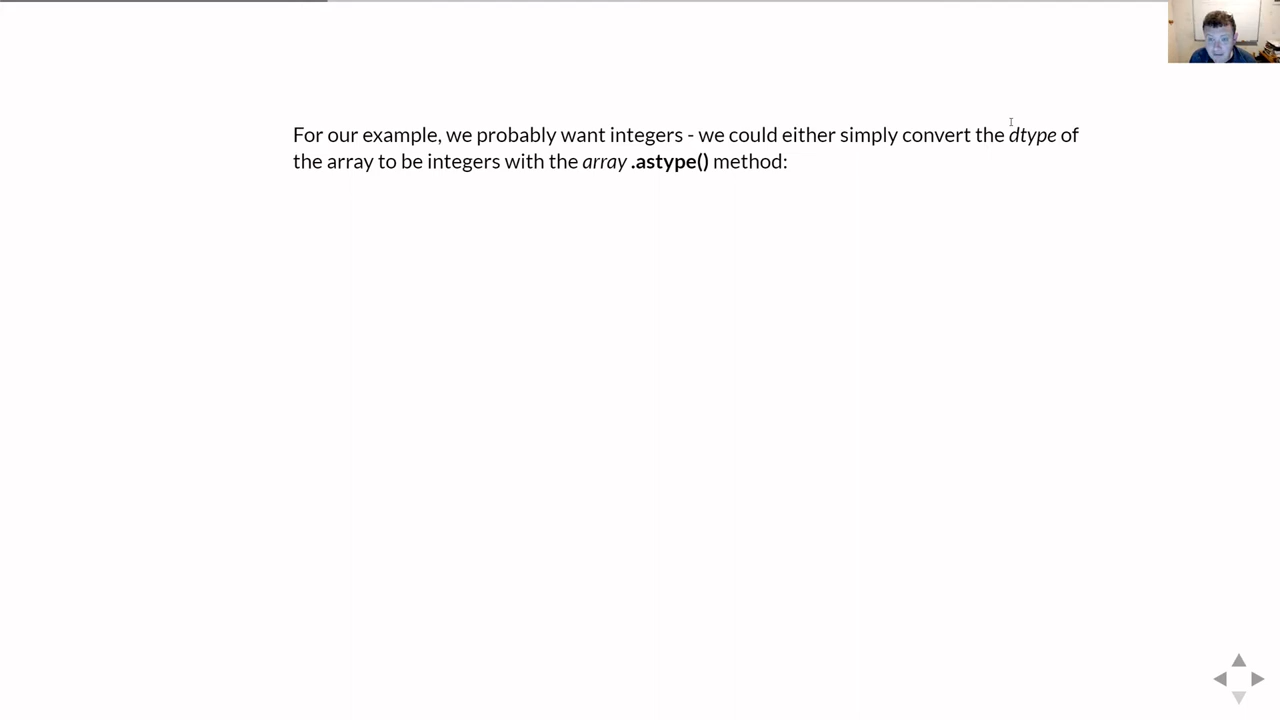 For our example, we probably want integers - we could either simply convert the dtype of
the array to be integers with the array .astype() method: